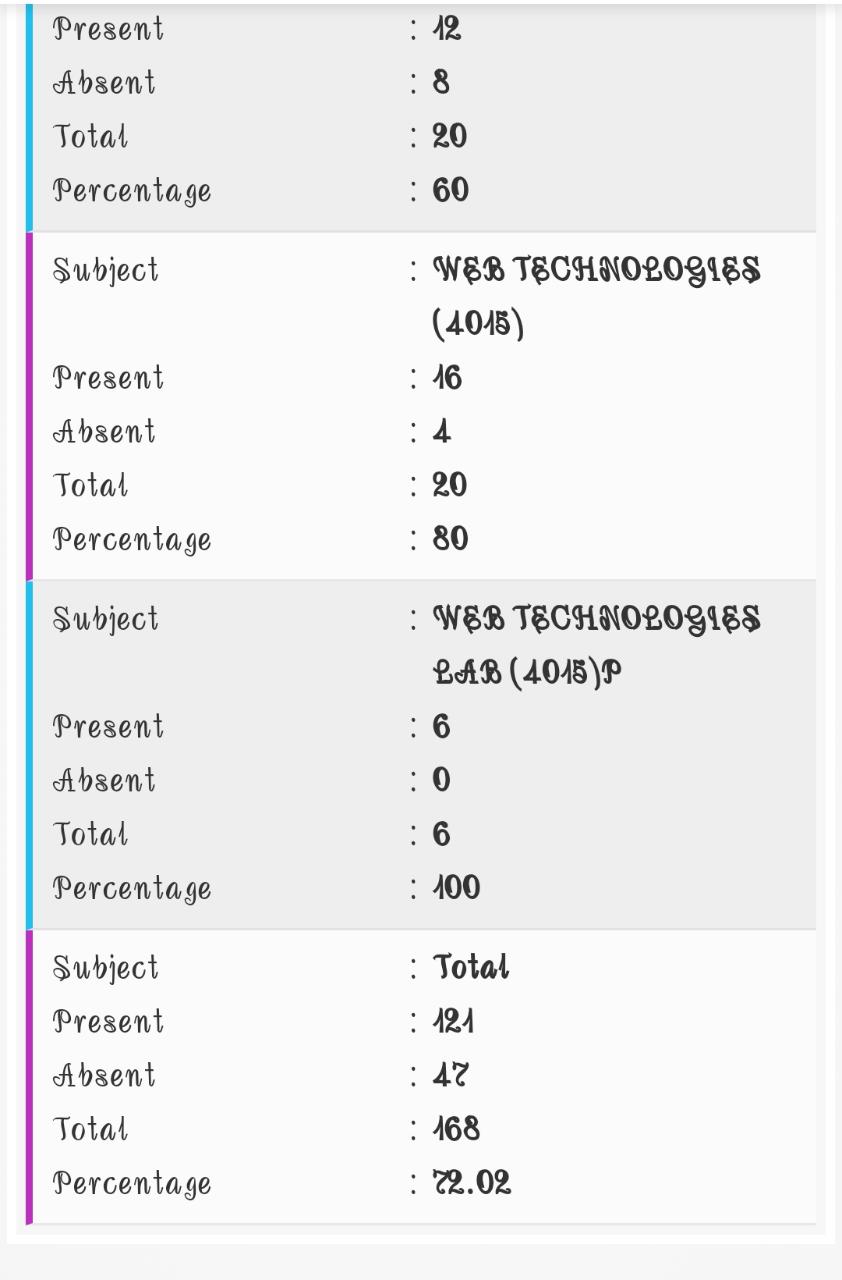 Present : 12
Absent : 8
Total : 20
Percentage : 60
Subject : WEB TECHNOLOGIES
(4015)
Present : 16
Absent : 4
Total : 20
Percentage : 80
Subject : WEB TECHNOLOGIES
LAB (4015)P
Present : 6
Absent : 0
Total : 6
Percentage : 100
Subject : Total
Present : 121
Absent : 47
Total : 168
Percentage : 72.02